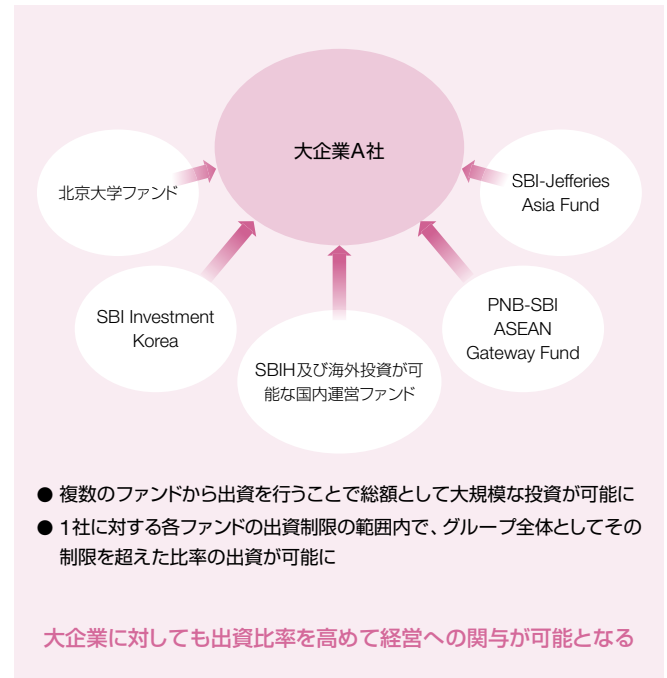 大企業A社
北京大学ファンド
SBI-Jefferies
Asia Fund
SBI Investment
Korea
PNB-SBI
ASEAN
Gateway Fund
SBIH及び海外投資が可
能な国内運営ファンド
● 複数のファンドから出資を行うことで総額として大規模な投資が可能に
● 1社に対する各ファンドの出資制限の範囲内で、グループ全体としてその
制限を超えた比率の出資が可能に
大企業に対しても出資比率を高めて経営への関与が可能となる